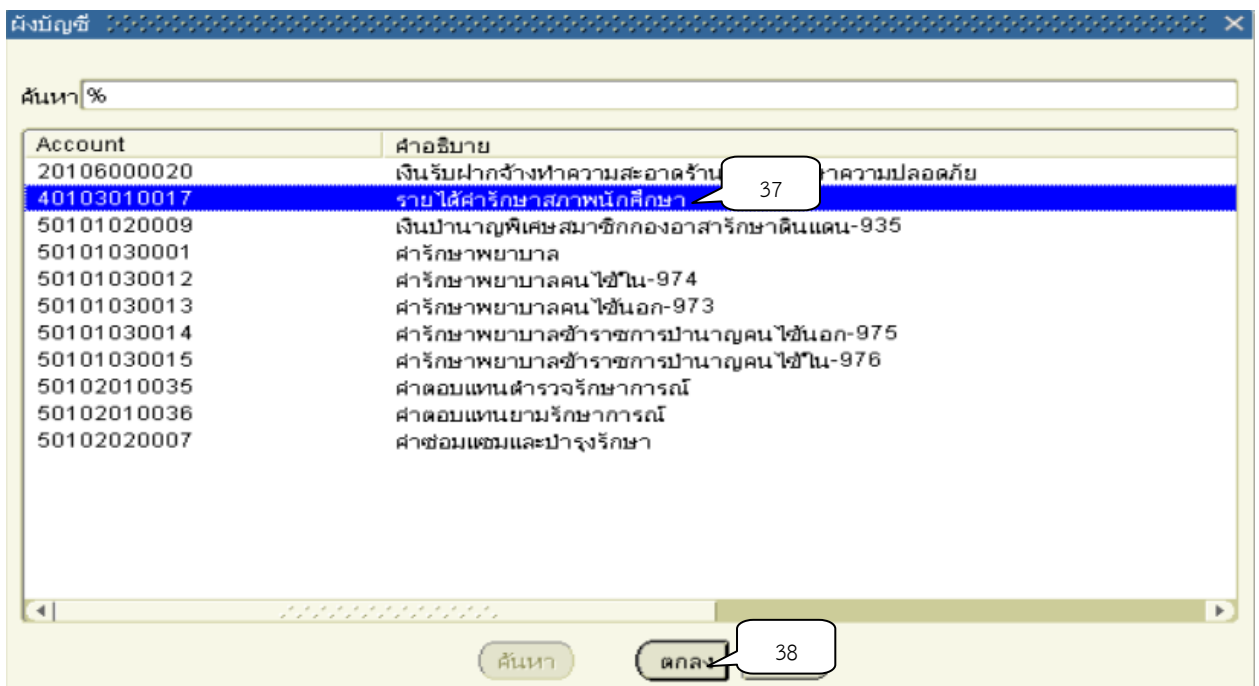 ผังบัญชี
ค้นหา %
Account คำอธิบาย
20106000020 เงินรับฝากจ้างทำความสะอาดร้าน าความปลอดภัย
40103010017 รายได้ค่ารักษาสภาพนักศึกษา 37
50101020009 เงินบำนาญพิเศษสมาชิกกองอาสารักษาดินแดน-935
50101030001 ค่ารักษาพยาบาล
50101030012 ค่ารักษาพยาบาลคนไข้ใน-974
50101030013 ค่ารักษาพยาบาลคนไข้นอก-973
50101030014 ค่ารักษาพยาบาลข้าราชการบำนาญคนไข้นอก-975
50101030015 ค่ารักษาพยาบาลข้าราชการบำนาญคนไข้ใน-976
50102010035 ค่าตอบแทนตำรวจรักษาการณ์
50102010036 ค่าตอบแทนยามรักษาการณ์
50102020007 ค่าซ่อมแซมและบำรุงรักษา
ค้นหา ตกลง 38